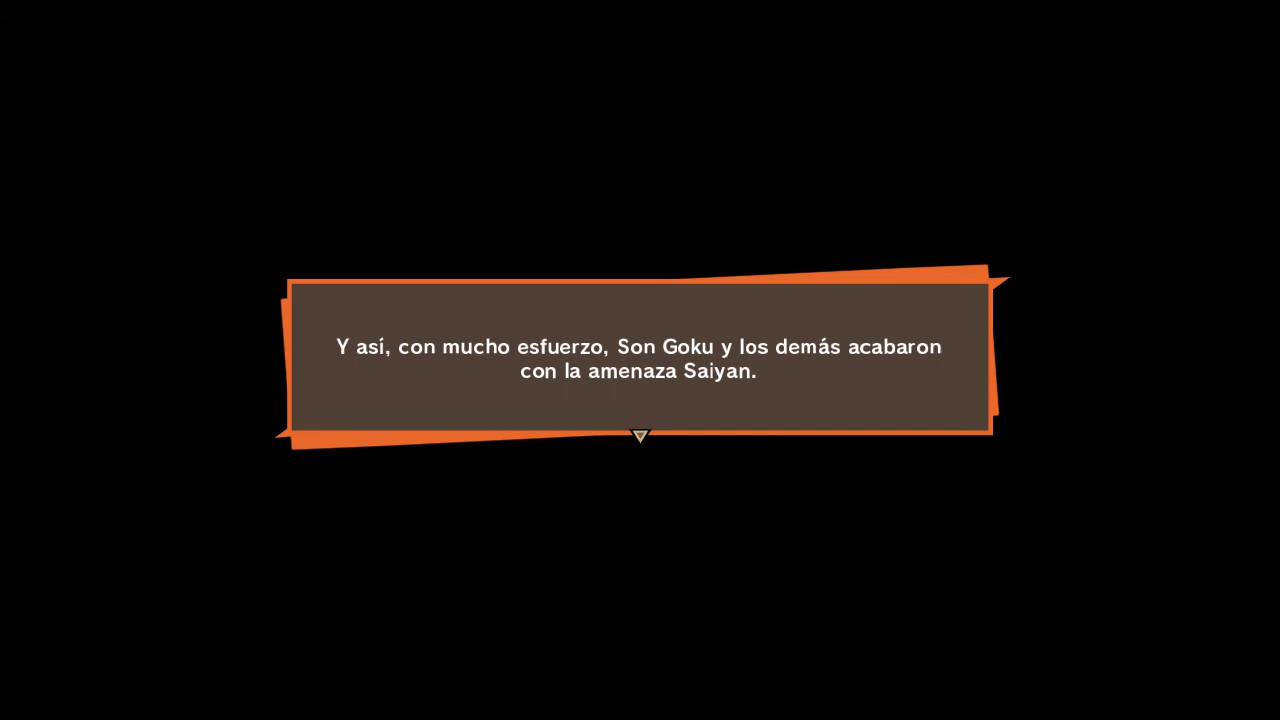 Y así, con mucho esfuerzo, Son Goku y los demás acabaron
con la amenaza Saiyan.